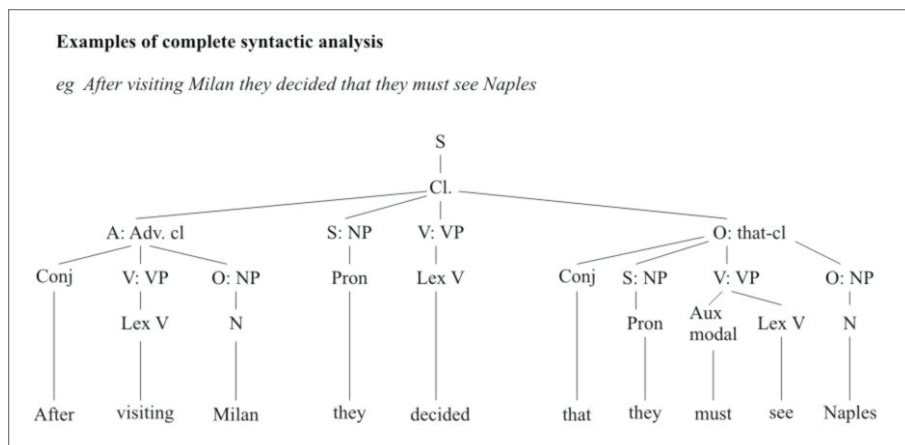 Examples of complete syntactic analysis
eg After visiting Milan they decided that they must see Naples
S
Cl.
A: Adv. cl S: NP V: VP O: that-cl
Conj V: VP O: NP Pron Lex V Conj S: NP V: VP O: NP
Lex V N Pron Aux modal Lex V N
After visiting Milan they decided that they must see Naples